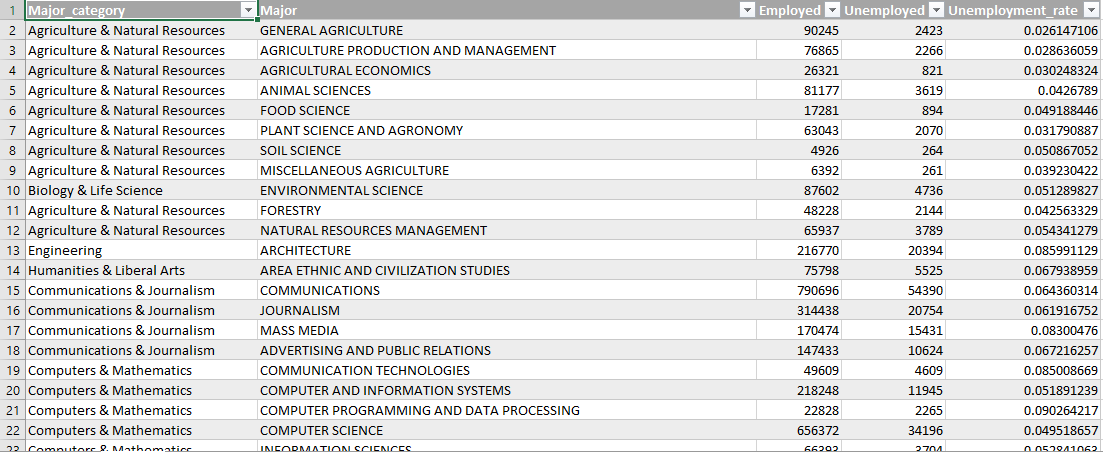 1 Major_category Major Employed Unemployed Unemployment_rate
2 Agriculture & Natural Resources GENERAL AGRICULTURE 90245 2423 0.026147106
3 Agriculture & Natural Resources AGRICULTURE PRODUCTION AND MANAGEMENT 76865 2266 0.028636059
4 Agriculture & Natural Resources AGRICULTURAL ECONOMICS 26321 821 0.030248324
5 Agriculture & Natural Resources ANIMAL SCIENCES 81177 3619 0.0426789
6 Agriculture & Natural Resources FOOD SCIENCE 17281 894 0.049188446
7 Agriculture & Natural Resources PLANT SCIENCE AND AGRONOMY 63043 2070 0.031790887
8 Agriculture & Natural Resources SOIL SCIENCE 4926 264 0.050867052
9 Agriculture & Natural Resources MISCELLANEOUS AGRICULTURE 6392 261 0.039230422
10 Biology & Life Science ENVIRONMENTAL SCIENCE 87602 4736 0.051289827
11 Agriculture & Natural Resources FORESTRY 48228 2144 0.042563329
12 Agriculture & Natural Resources NATURAL RESOURCES MANAGEMENT 65937 3789 0.054341279
13 Engineering ARCHITECTURE 216770 20394 0.085991129
14 Humanities & Liberal Arts AREA ETHNIC AND CIVILIZATION STUDIES 75798 5525 0.067938959
15 Communications & Journalism COMMUNICATIONS 790696 54390 0.064360314
16 Communications & Journalism JOURNALISM 314438 20754 0.061916752
17 Communications & Journalism MASS MEDIA 170474 15431 0.08300476
18 Communications & Journalism ADVERTISING AND PUBLIC RELATIONS 147433 10624 0.067216257
19 Computers & Mathematics COMMUNICATION TECHNOLOGIES 49609 4609 0.085008669
20 Computers & Mathematics COMPUTER AND INFORMATION SYSTEMS 218248 11945 0.051891239
21 Computers & Mathematics COMPUTER PROGRAMMING AND DATA PROCESSING 22828 2265 0.090264217
22 Computers & Mathematics COMPUTER SCIENCE 656372 34196 0.049518657
23 Computers & Mathematics INFORMATION SCIENCES 66393 3704 0.052841063